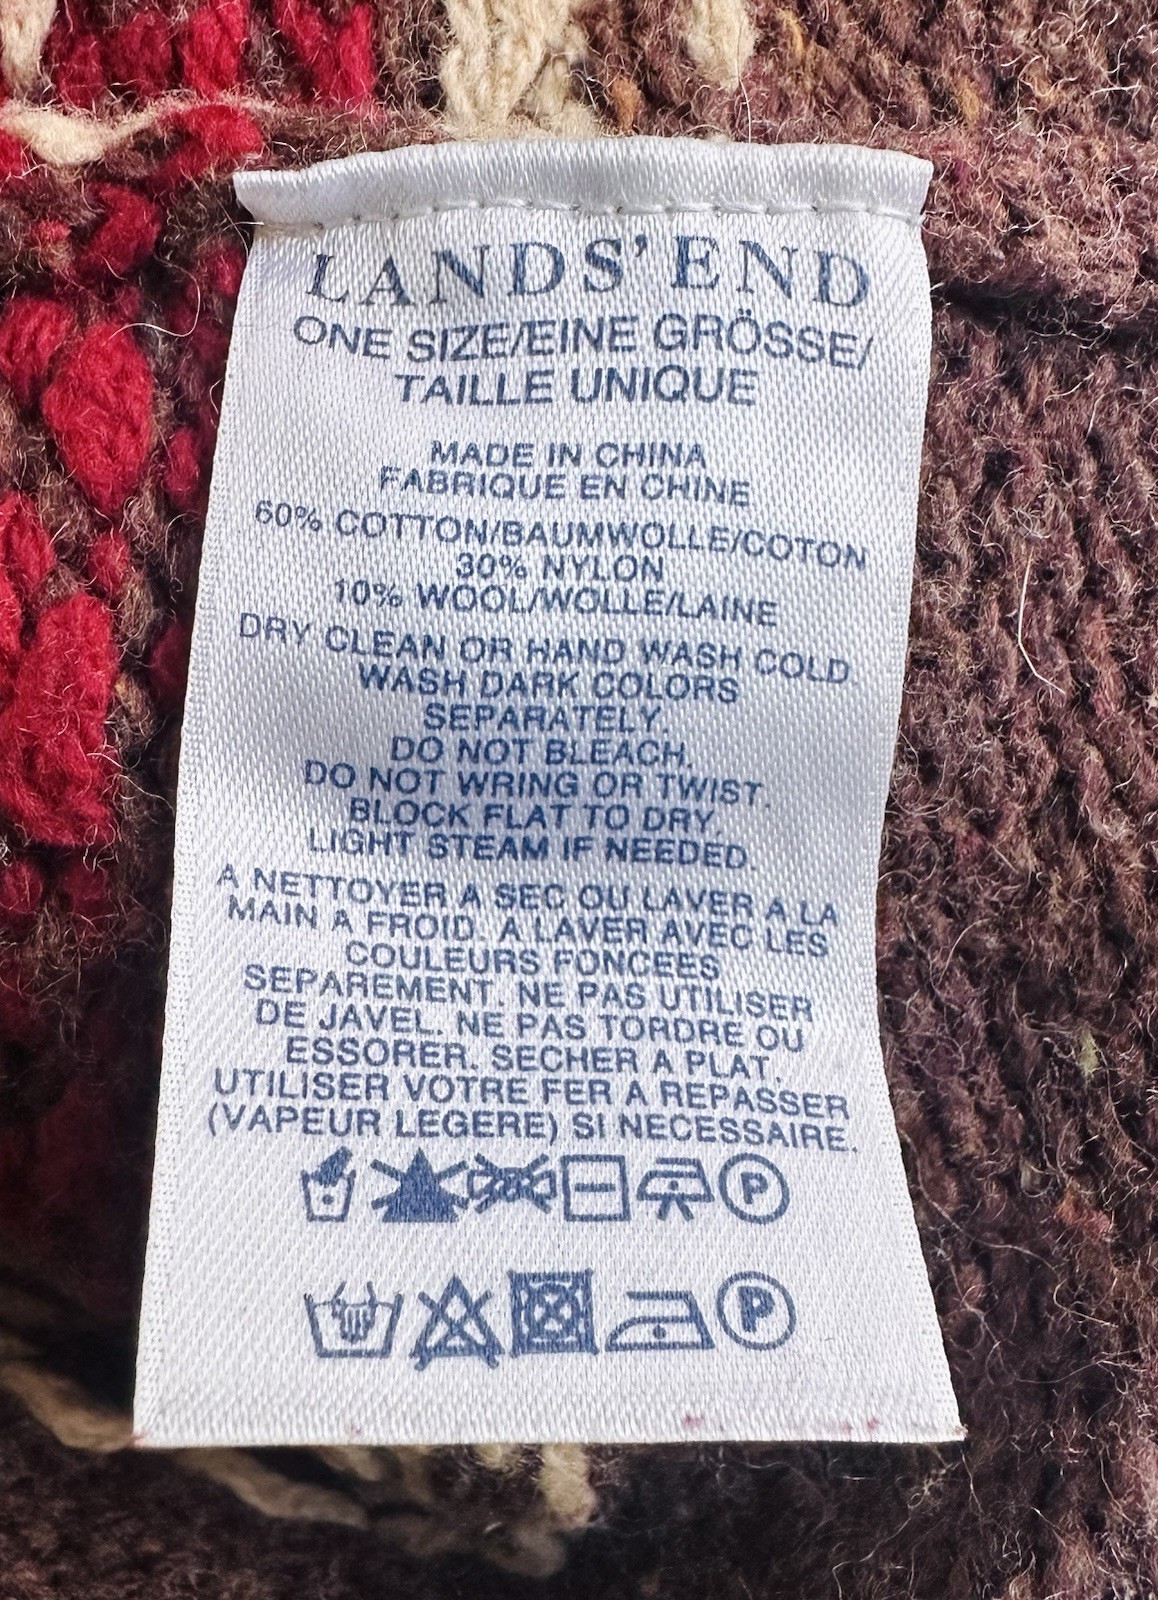 LANDS' END
ONE SIZE/EINE GRÖSSE/
TAILLE UNIQUE
MADE IN CHINA
FABRIQUE EN CHINE
60% COTTON/BAUMWOLLE/COTON
30% NYLON
10% WOOL/WOLLE/LAINE
DRY CLEAN OR HAND WASH COLD.
WASH DARK COLORS
SEPARATELY.
DO NOT BLEACH.
DO NOT WRING OR TWIST.
BLOCK FLAT TO DRY.
LIGHT STEAM IF NEEDED.
A NETTOYER A SEC OU LAVER A LA
MAIN A FROID. A LAVER AVEC LES
COULEURS FONCEES
SEPAREMENT. NE PAS UTILISER
DE JAVEL. NE PAS TORDRE OU
ESSORER. SECHER A PLAT.
UTILISER VOTRE FER A REPASSER
(VAPEUR LEGERE) SI NECESSAIRE.
P
P